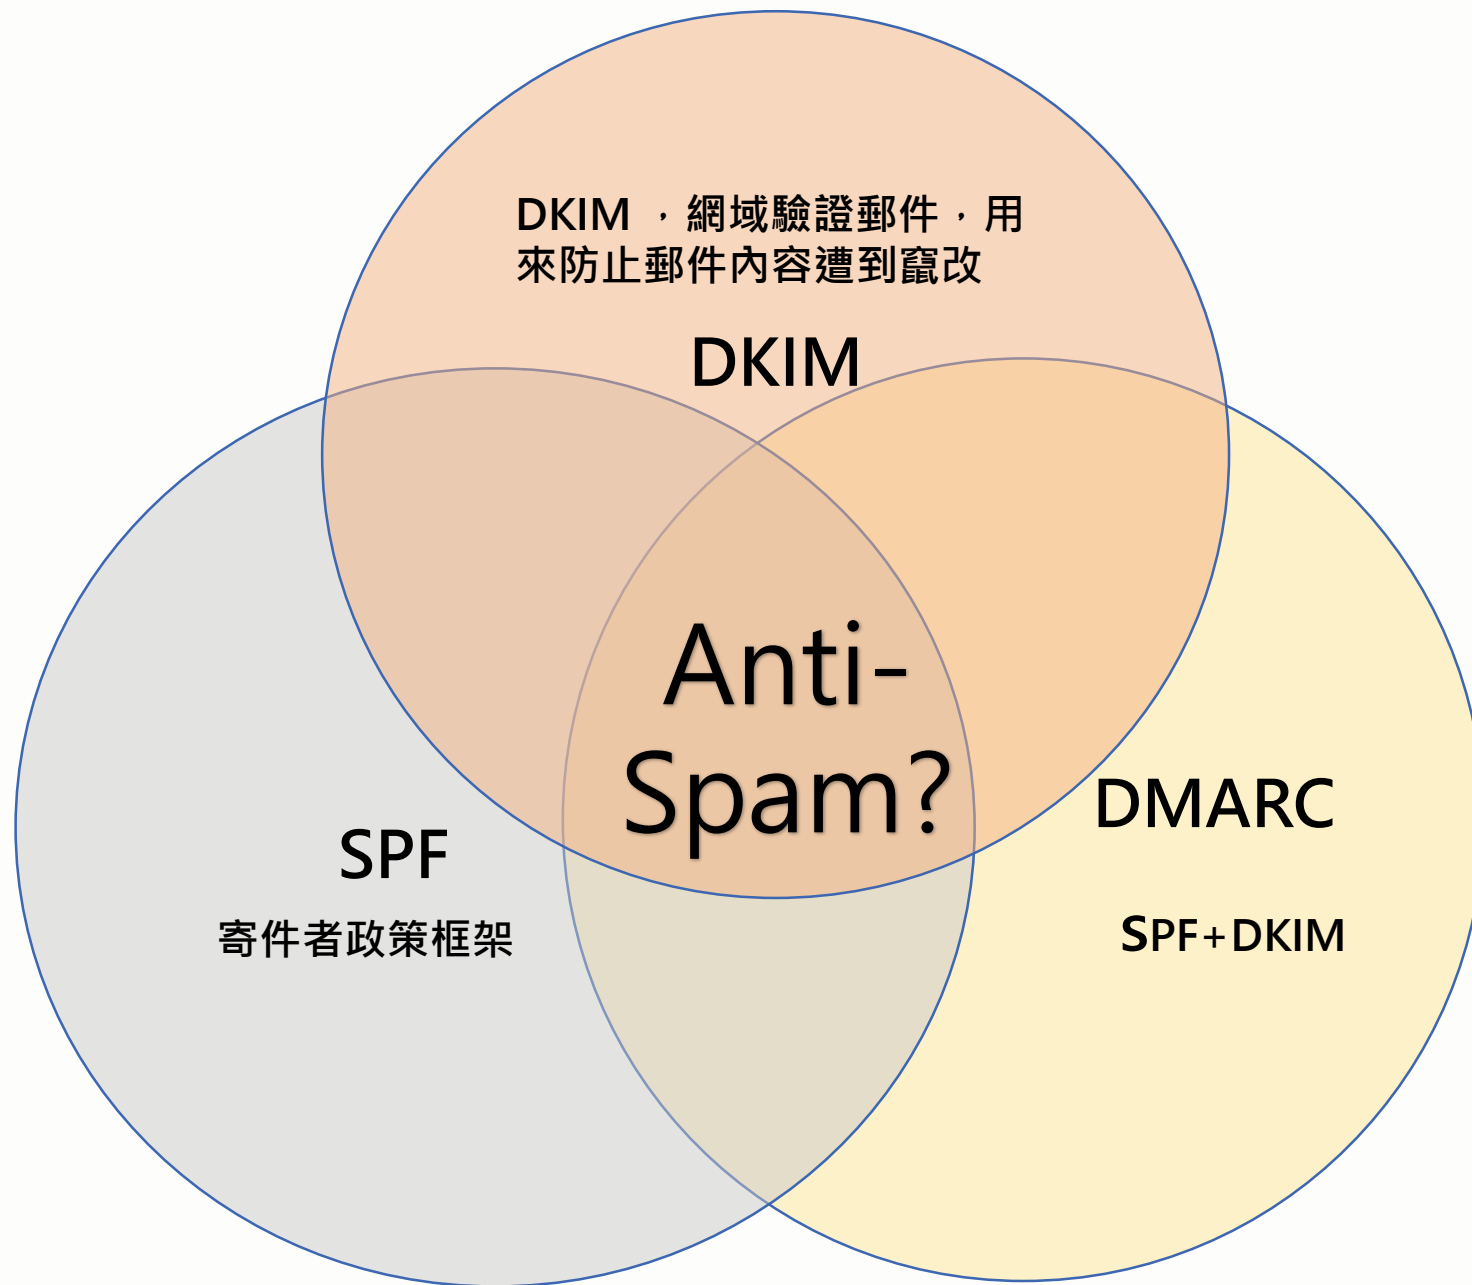 DKIM ，網域驗證郵件，用
來防止郵件內容遭到竄改
DKIM
Anti-
Spam?
SPF
寄件者政策框架
DMARC
SPF+DKIM